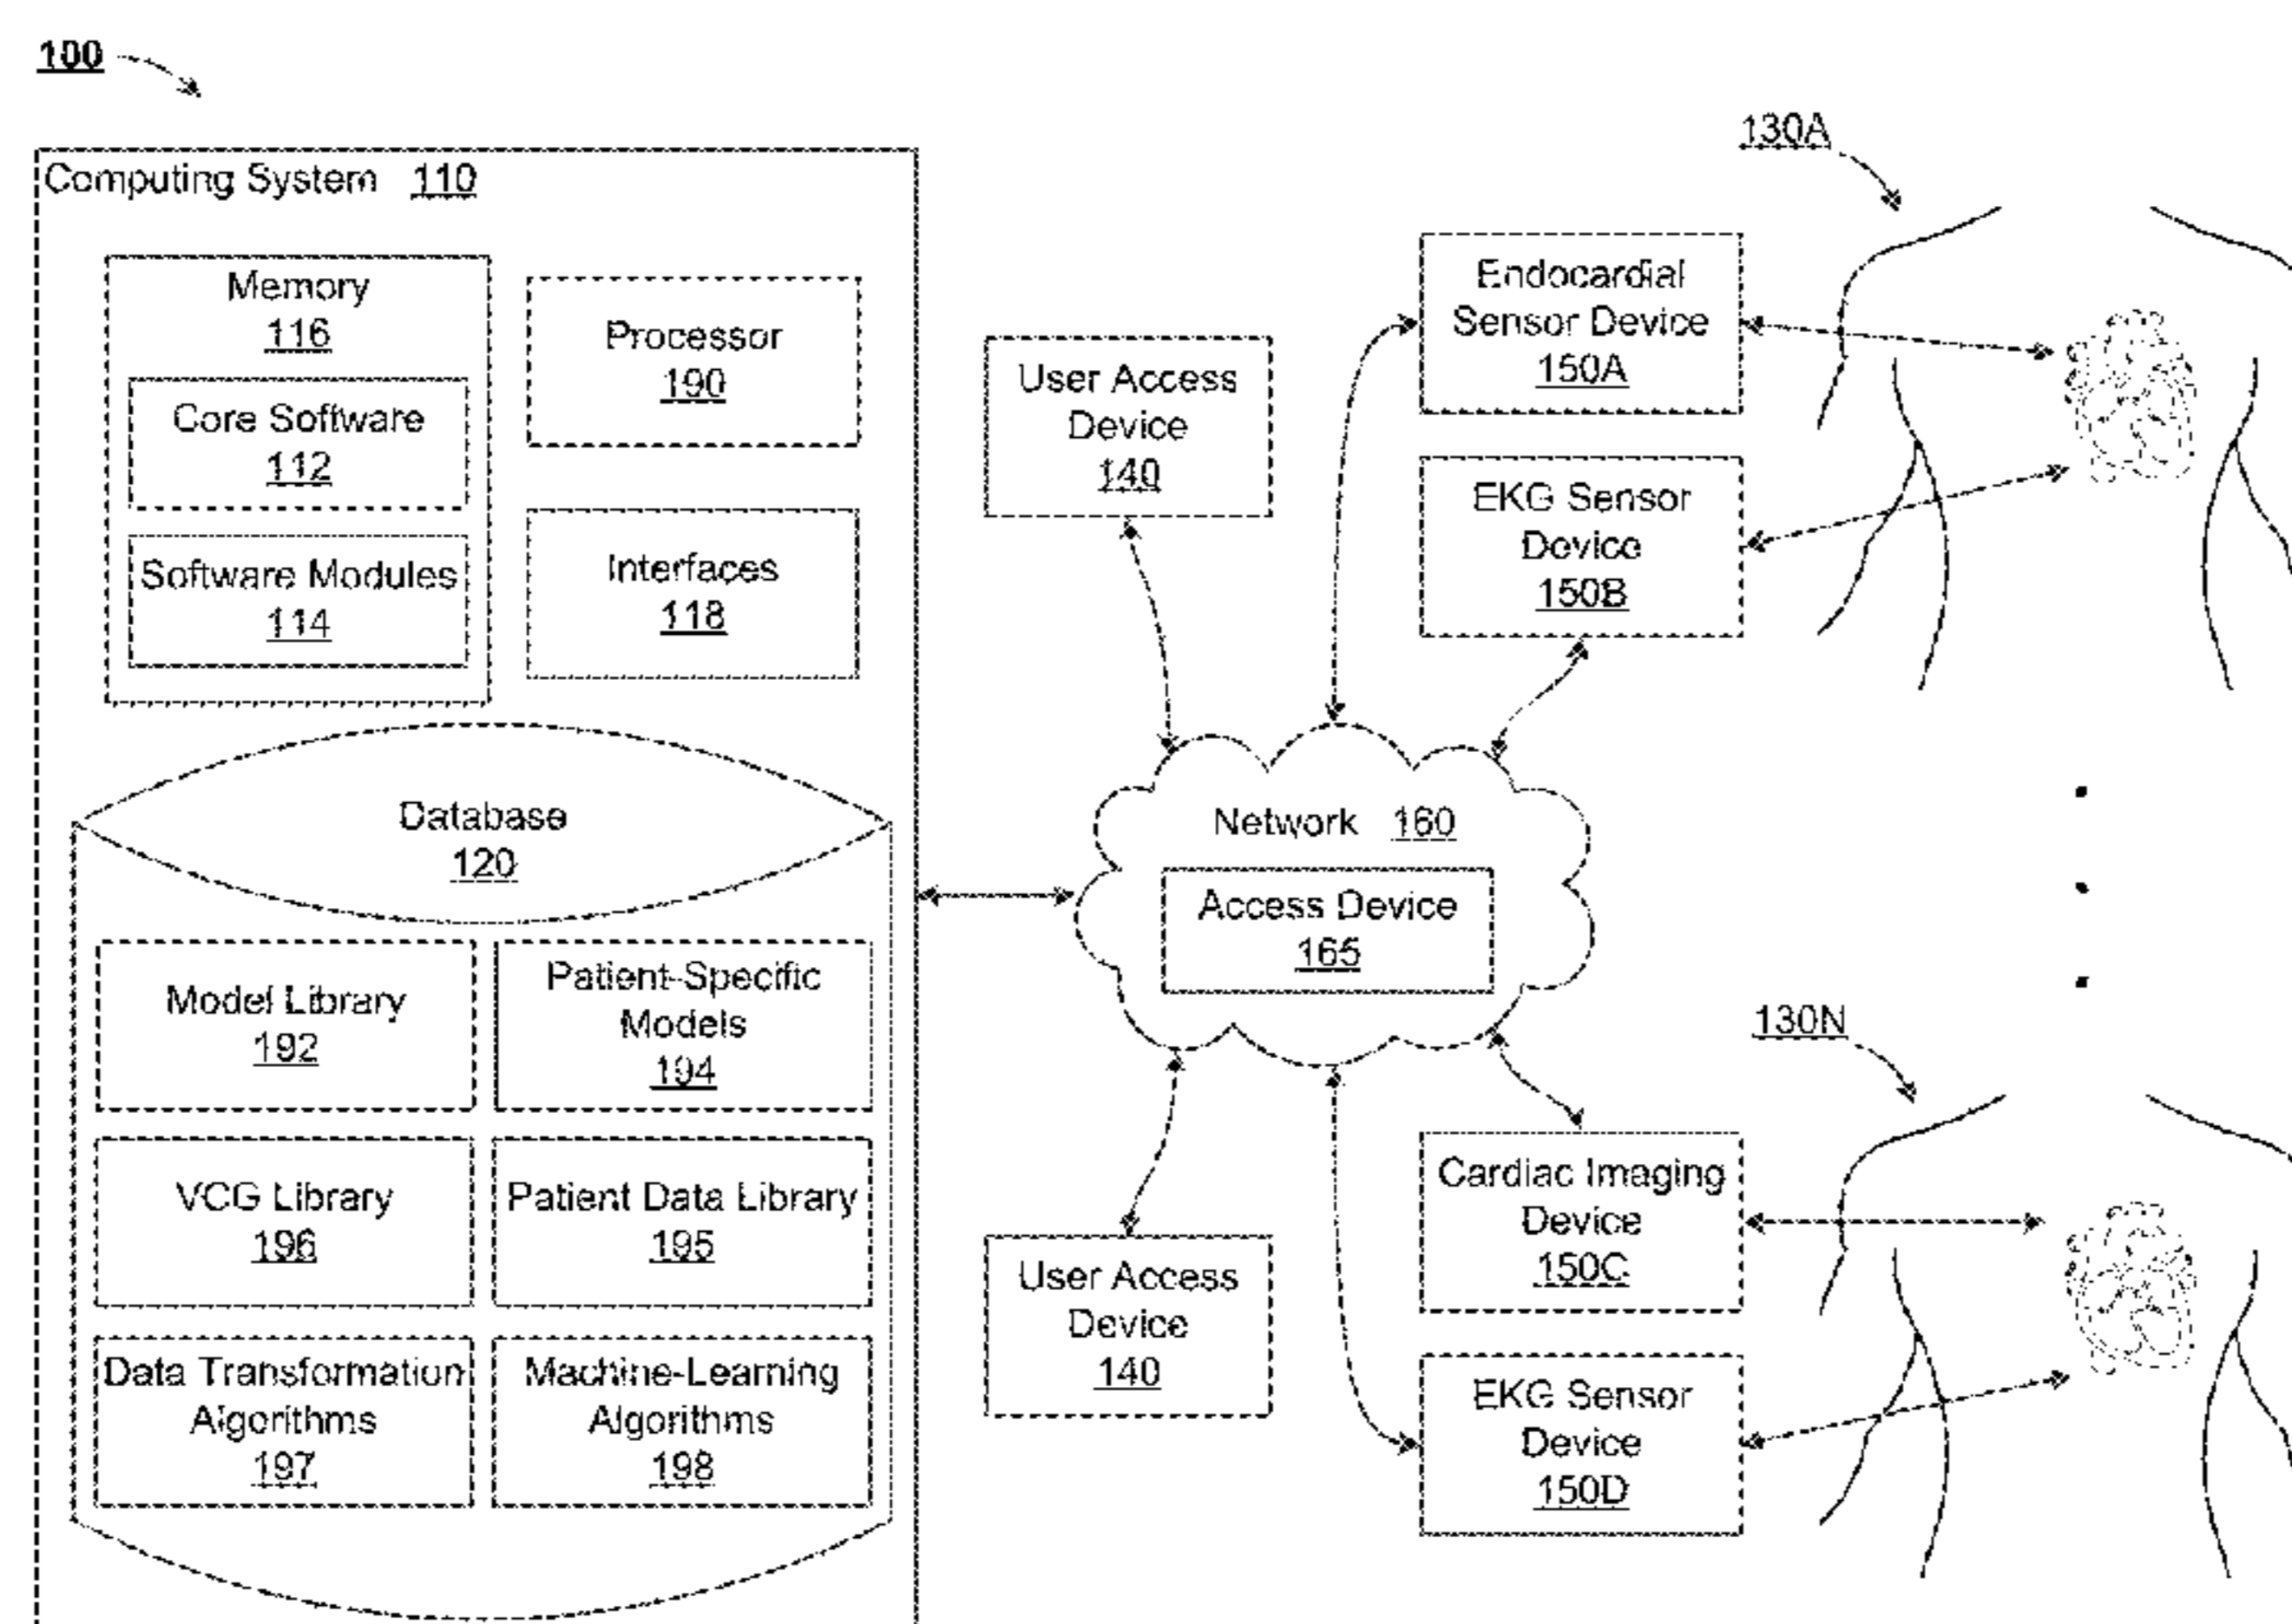 100
Computing System 110
Memory
116
Core Software
112
Software Modules
114
Processor
190
Interfaces
118
Database
120
Model Library
192
Patient-Specific
Models
194
VCG Library
196
Patient Data Library
195
Data Transformation
Algorithms
197
Machine-Learning
Algorithms
198
User Access
Device
140
Network 160
Access Device
165
User Access
Device
140
130A
Endocardial
Sensor Device
150A
EKG Sensor
Device
150B
130N
Cardiac Imaging
Device
150C
EKG Sensor
Device
150D